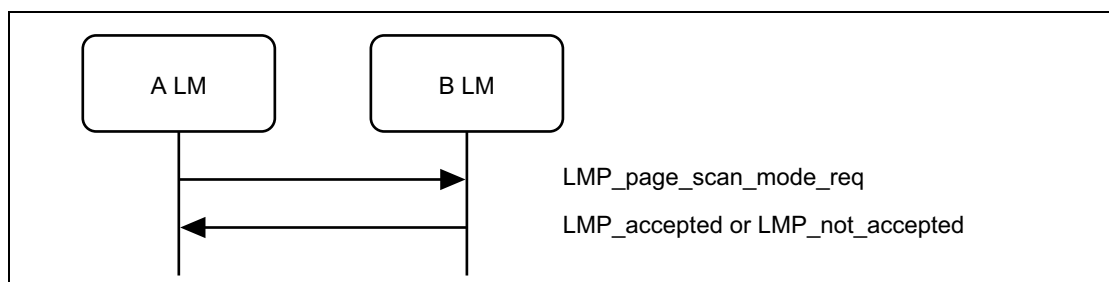 A LM
B LM
LMP_page_scan_mode_req
LMP_accepted or LMP_not_accepted